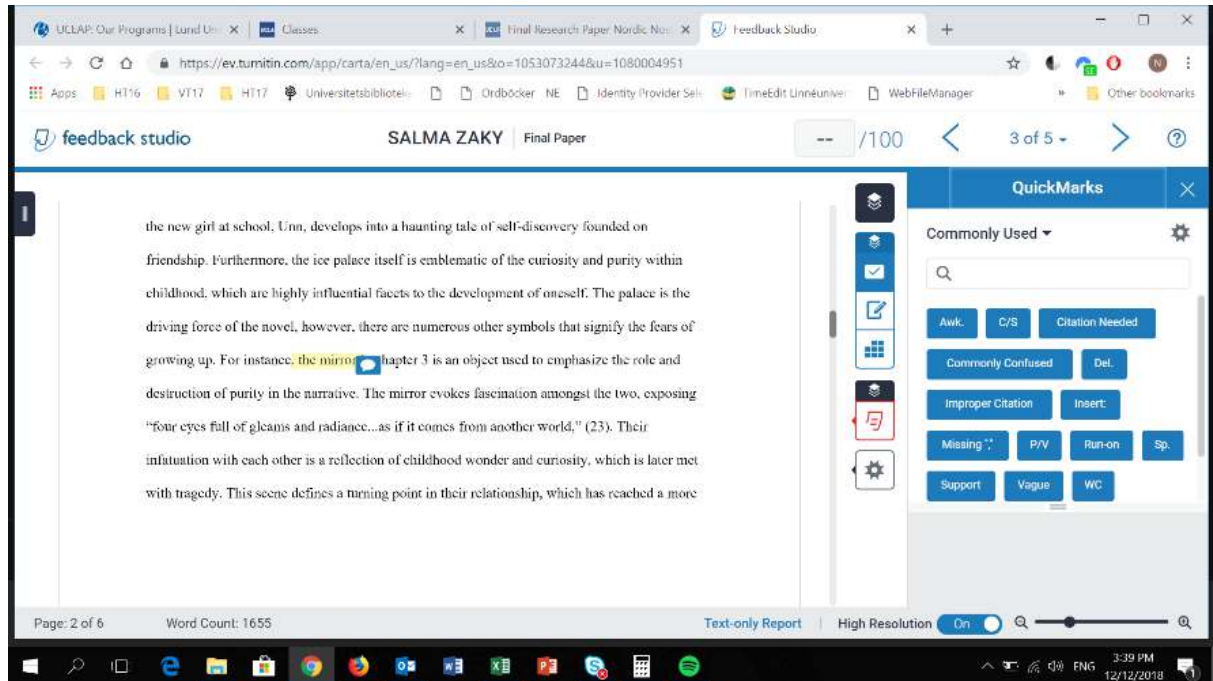 UCEAP: Our Programs | Lund Un
Classes
Final Research Paper Nordic No
Feedback Studio
https://ev.turnitin.com/app/carta/en_us/?lang=en_us&o=1053073244&u=1080004951
Apps HT16 VT17 HT17 Universitetsbibliotek Ordböcker NE Identity Provider Sele TimeEdit Linnéuniver WebFileManager » Other bookmarks
feedback studio SALMA ZAKY Final Paper -- /100 3 of 5 ?
QuickMarks
the new girl at school, Unn, develops into a haunting tale of self-discovery founded on
friendship. Furthermore, the ice palace itself is emblematic of the curiosity and purity within
childhood, which are highly influential facets to the development of oneself. The palace is the
driving force of the novel, however, there are numerous other symbols that signify the fears of
growing up. For instance, the mirror hapter 3 is an object used to emphasize the role and
destruction of purity in the narrative. The mirror evokes fascination amongst the two, exposing
“four eyes full of gleams and radiance...as if it comes from another world,” (23). Their
infatuation with each other is a reflection of childhood wonder and curiosity, which is later met
with tragedy. This scene defines a turning point in their relationship, which has reached a more
Commonly Used
Awk. C/S Citation Needed
Commonly Confused Del.
Improper Citation Insert:
Missing "," P/V Run-on Sp.
Support Vague WC
Page: 2 of 6 Word Count: 1655 Text-only Report High Resolution On
ENG 3:39 PM
12/12/2018